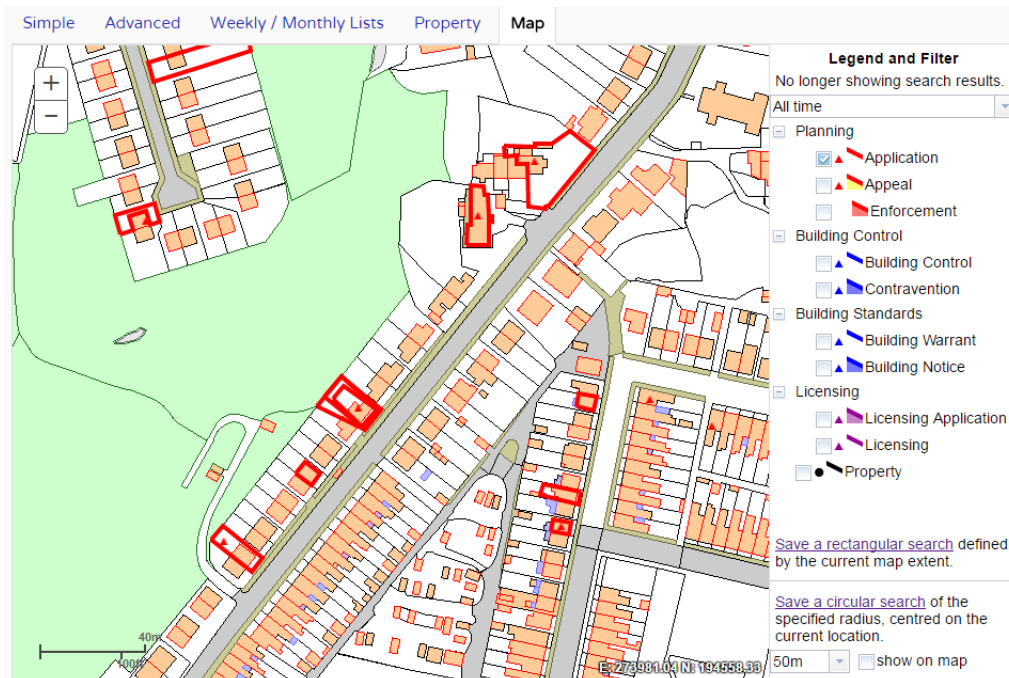 Simple Advanced Weekly / Monthly Lists Property Map
+
−
Legend and Filter
No longer showing search results.
All time
Planning
Application
Appeal
Enforcement
Building Control
Building Control
Contravention
Building Standards
Building Warrant
Building Notice
Licensing
Licensing Application
Licensing
Property
Save a rectangular search defined
by the current map extent.
Save a circular search of the
specified radius, centred on the
current location.
50m show on map
40m
100ft
E: 273981.04 N: 194558.33